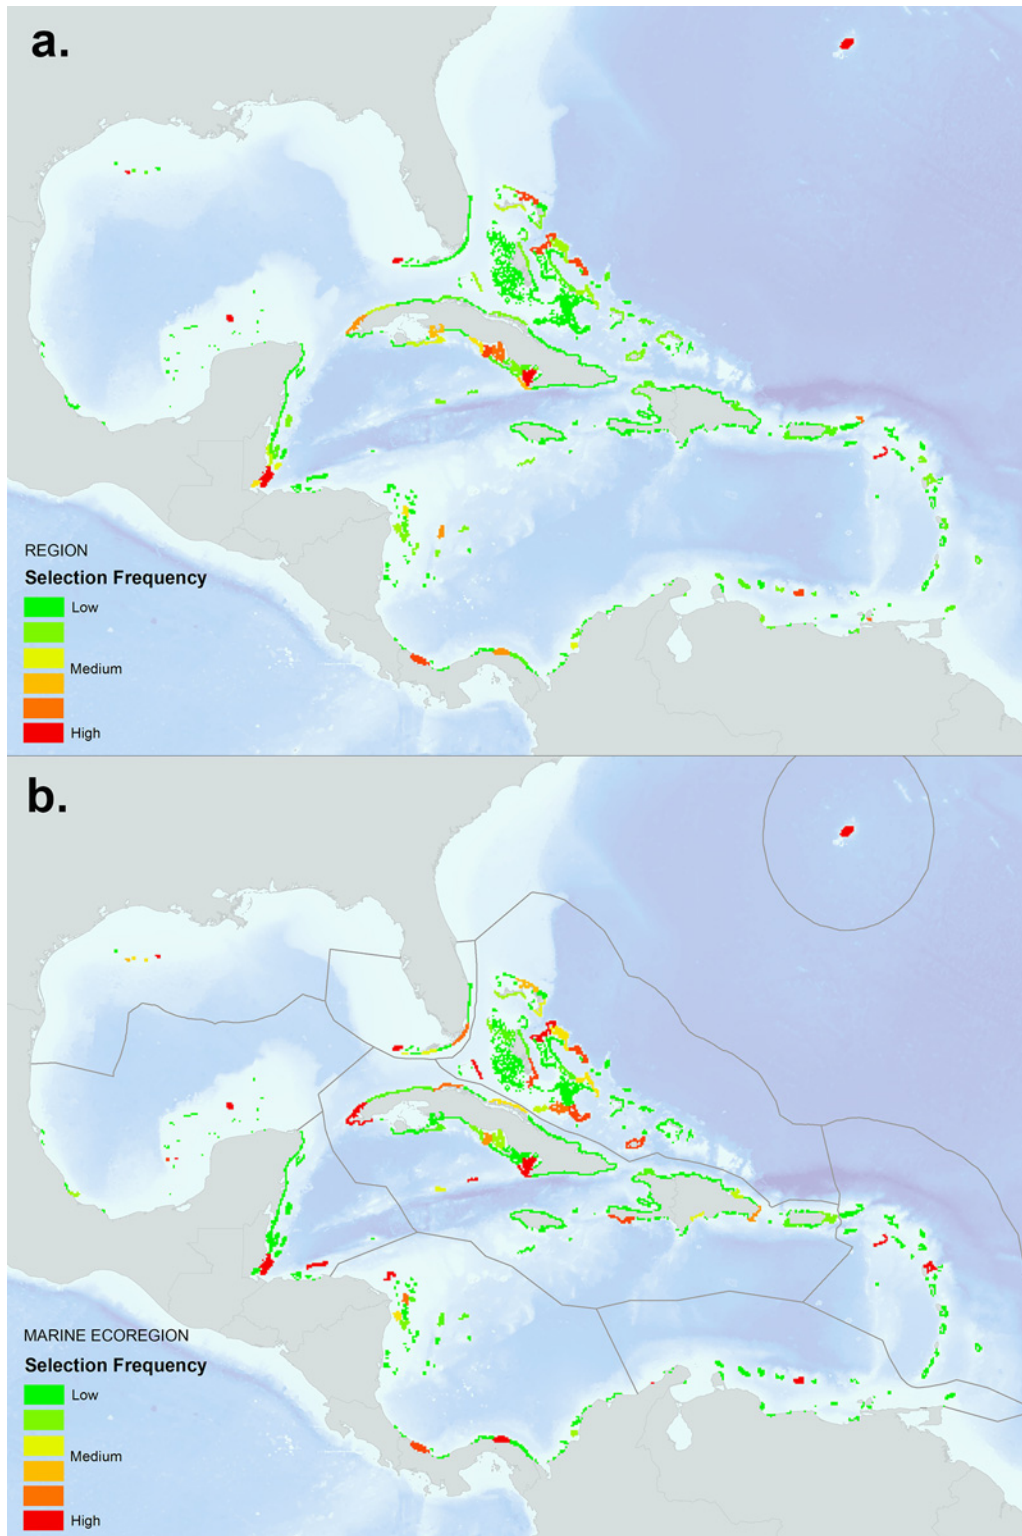 a.
REGION
Selection Frequency
Low
Medium
High
b.
MARINE ECOREGION
Selection Frequency
Low
Medium
High